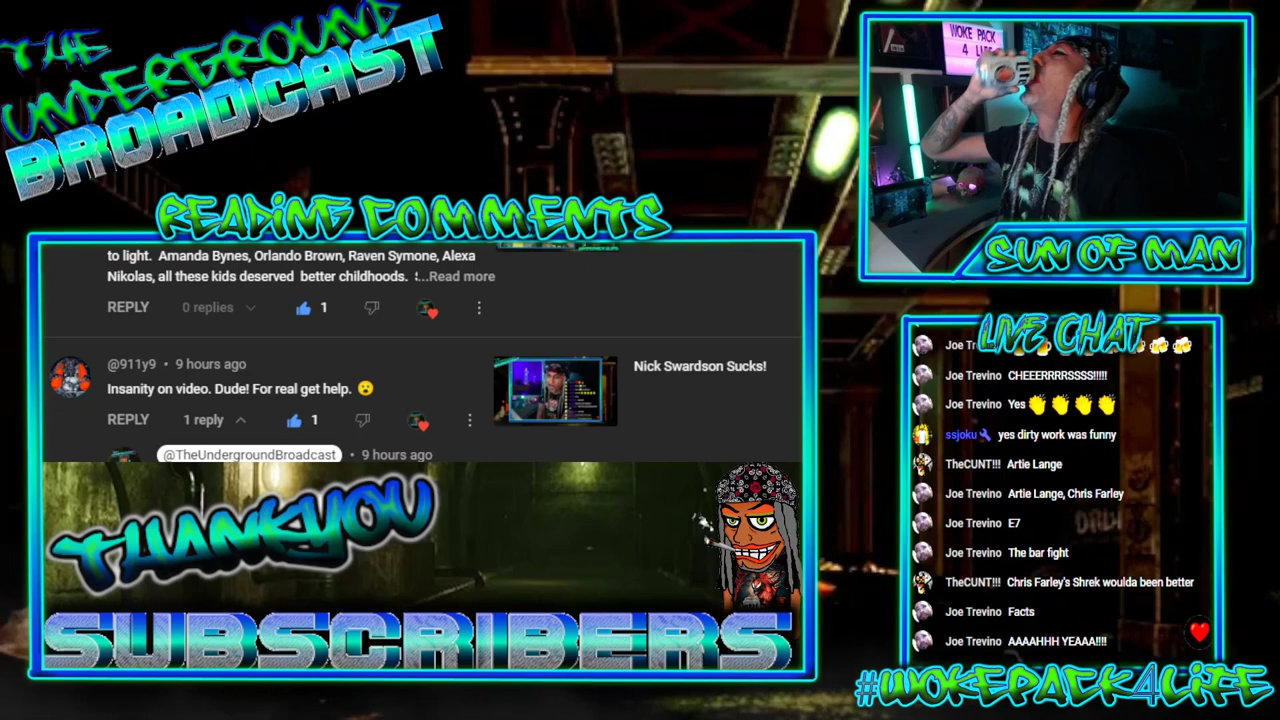 THE
UNDERGROUND
BROADCAST
READING COMMENTS
to light. Amanda Bynes, Orlando Brown, Raven Symone, Alexa
Nikolas, all these kids deserved better childhoods. ...Read more
REPLY 0 replies 1
@911y9 • 9 hours ago
Insanity on video. Dude! For real get help. 😮
Nick Swardson Sucks!
REPLY 1 reply 1
@TheUndergroundBroadcast • 9 hours ago
THANKYOU
SUBSCRIBERS
WOKE PACK
4 LIFE
SUN OF MAN
LIVE CHAT
Joe Tr 🍻🍻
Joe Trevino CHEEERRRRSSSS!!!!!
Joe Trevino Yes👏👏👏👏
ssjoku🔧 yes dirty work was funny
TheCUNT!!! Artie Lange
Joe Trevino Artie Lange, Chris Farley
Joe Trevino E7
Joe Trevino The bar fight
TheCUNT!!! Chris Farley's Shrek woulda been better
Joe Trevino Facts
Joe Trevino AAAAHHH YEAAA!!!!
#WOKEPACK4LIFE